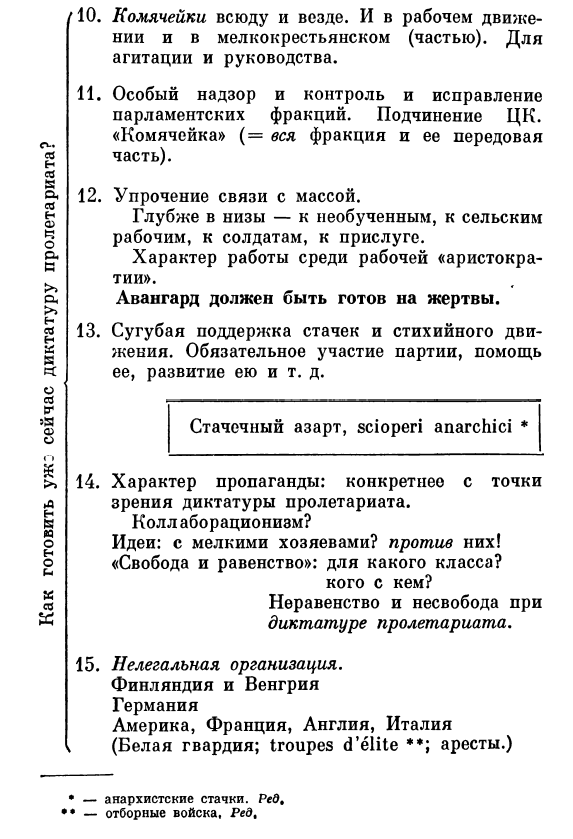 Как готовить уже сейчас диктатуру пролетариата?
10. Комячейки всюду и везде. И в рабочем движе-
нии и в мелкокрестьянском (частью). Для
агитации и руководства.
11. Особый надзор и контроль и исправление
парламентских фракций. Подчинение ЦК.
«Комячейка» (= вся фракция и ее передовая
часть).
12. Упрочение связи с массой.
Глубже в низы — к необученным, к сельским
рабочим, к солдатам, к прислуге.
Характер работы среди рабочей «аристокра-
тии».
Авангард должен быть готов на жертвы.
13. Сугубая поддержка стачек и стихийного дви-
жения. Обязательное участие партии, помощь
ее, развитие ею и т. д.
Стачечный азарт, scioperi anarchici *
14. Характер пропаганды: конкретнее с точки
зрения диктатуры пролетариата.
Коллаборационизм?
Идеи: с мелкими хозяевами? против них!
«Свобода и равенство»: для какого класса?
кого с кем?
Неравенство и несвобода при
диктатуре пролетариата.
15. Нелегальная организация.
Финляндия и Венгрия
Германия
Америка, Франция, Англия, Италия
(Белая гвардия; troupes d'élite **; аресты.)
* — анархистские стачки. Ред.
** — отборные войска, Ред.